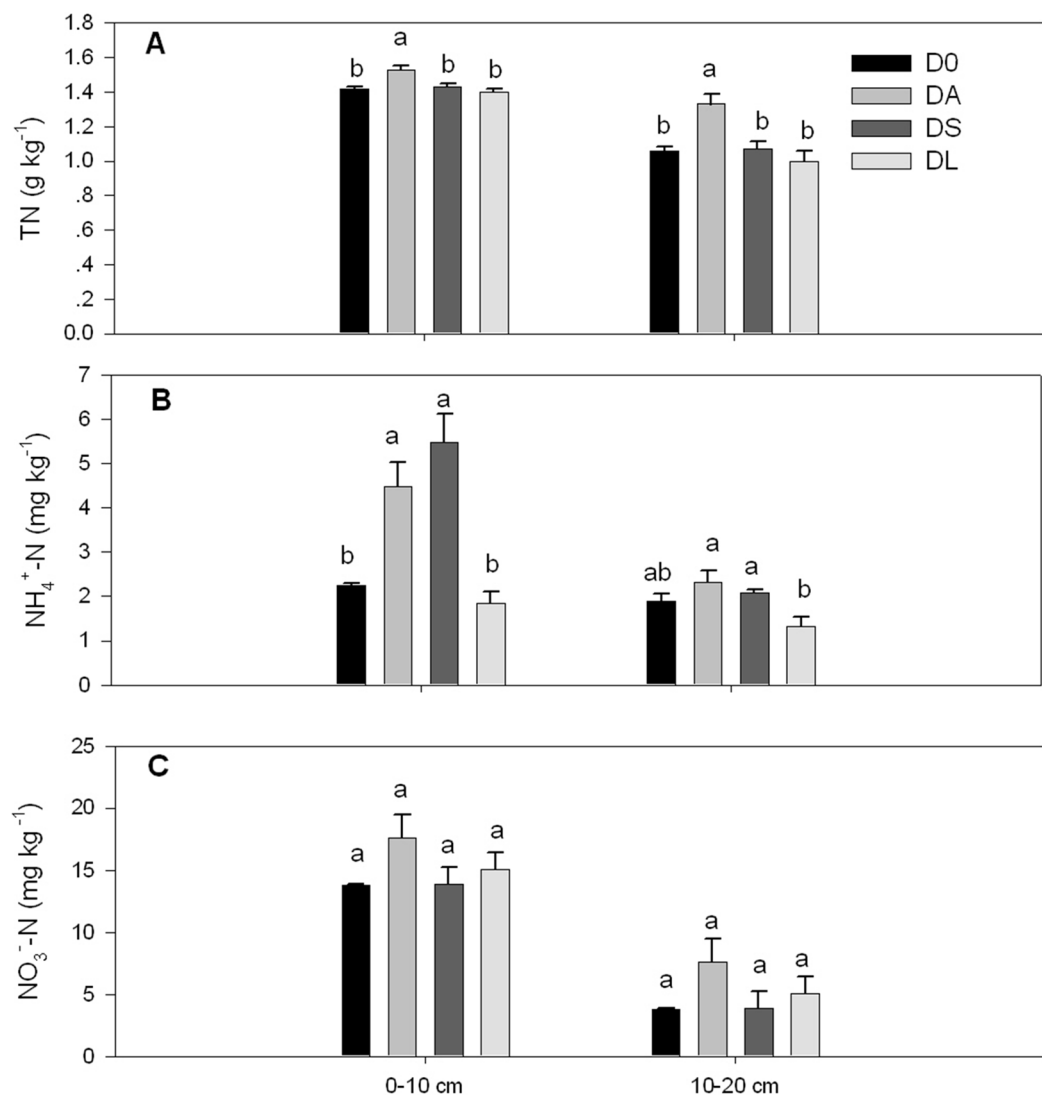 A
TN (g kg⁻¹)
1.8
1.6
1.4
1.2
1.0
.8
.6
.4
.2
0.0
b a b b
b a b b
D0
DA
DS
DL
B
NH₄⁺-N (mg kg⁻¹)
7
6
5
4
3
2
1
0
b a a b
ab a a b
C
NO₃⁻-N (mg kg⁻¹)
25
20
15
10
5
0
a a a a
a a a a
0-10 cm 10-20 cm